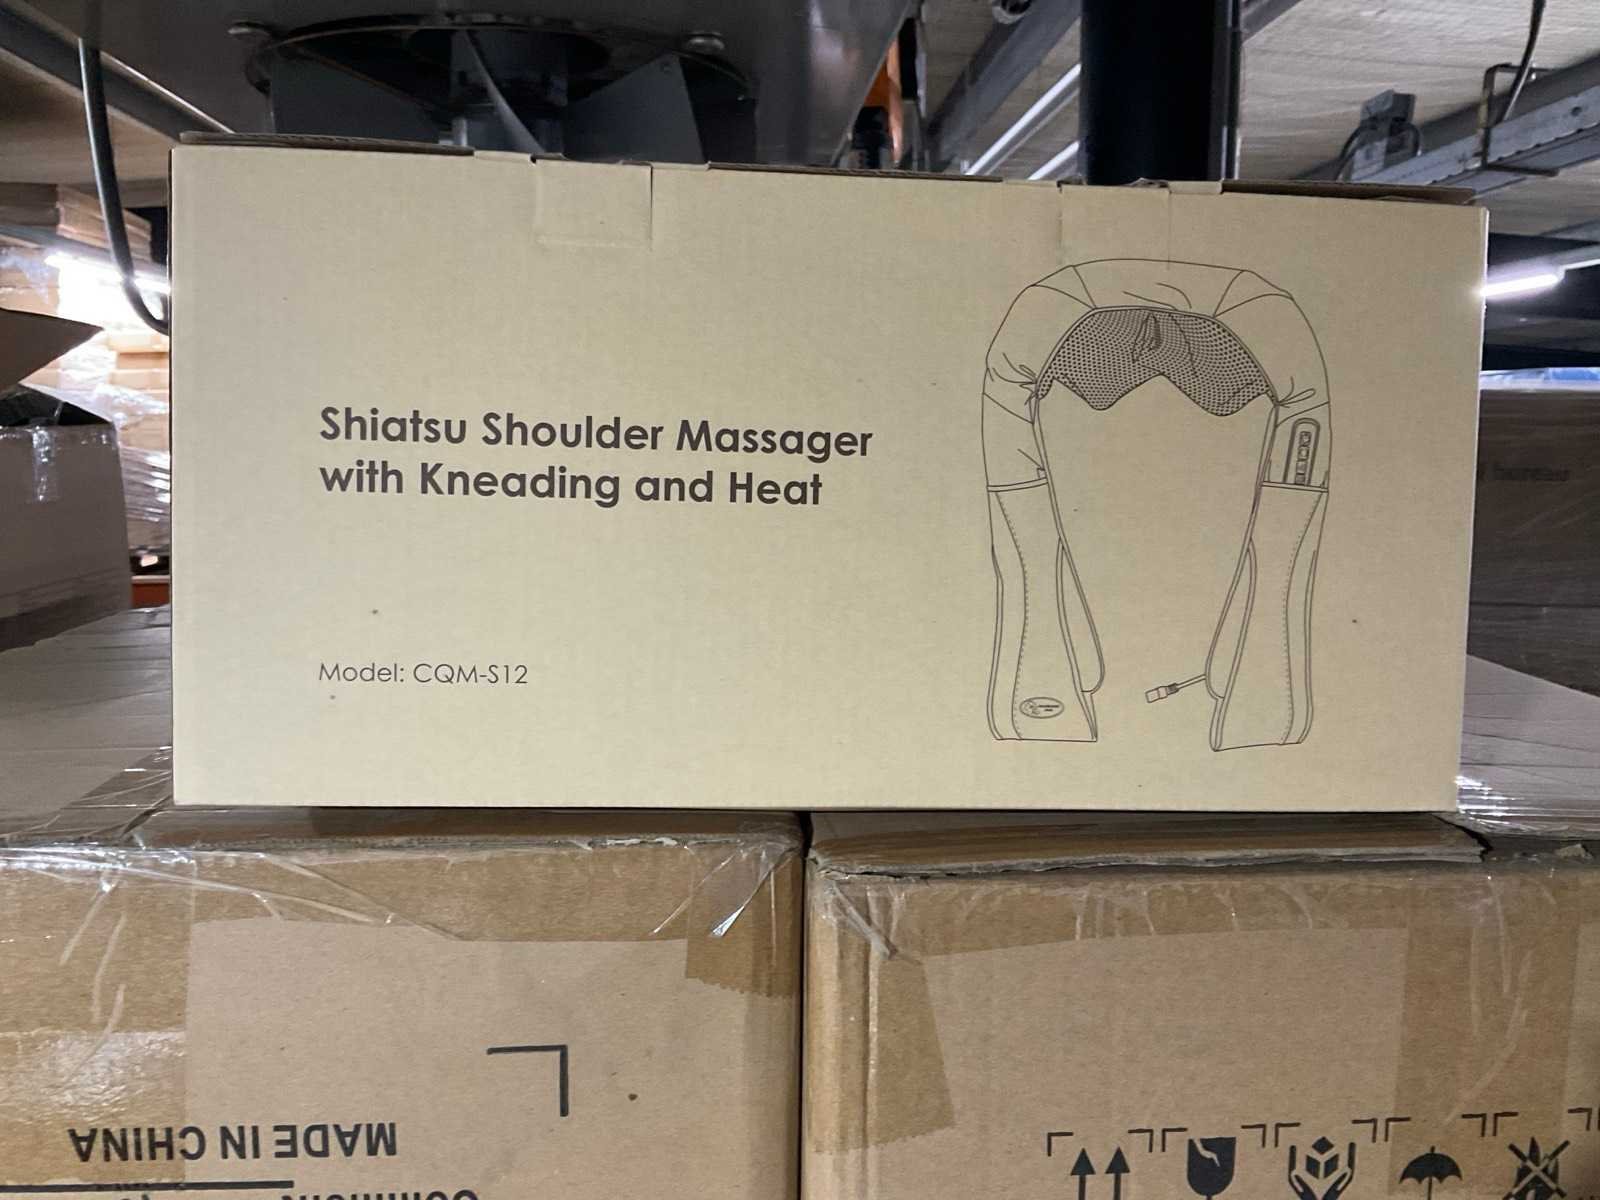 Shiatsu Shoulder Massager
with Kneading and Heat
Model: CQM-S12
MADE IN CHINA